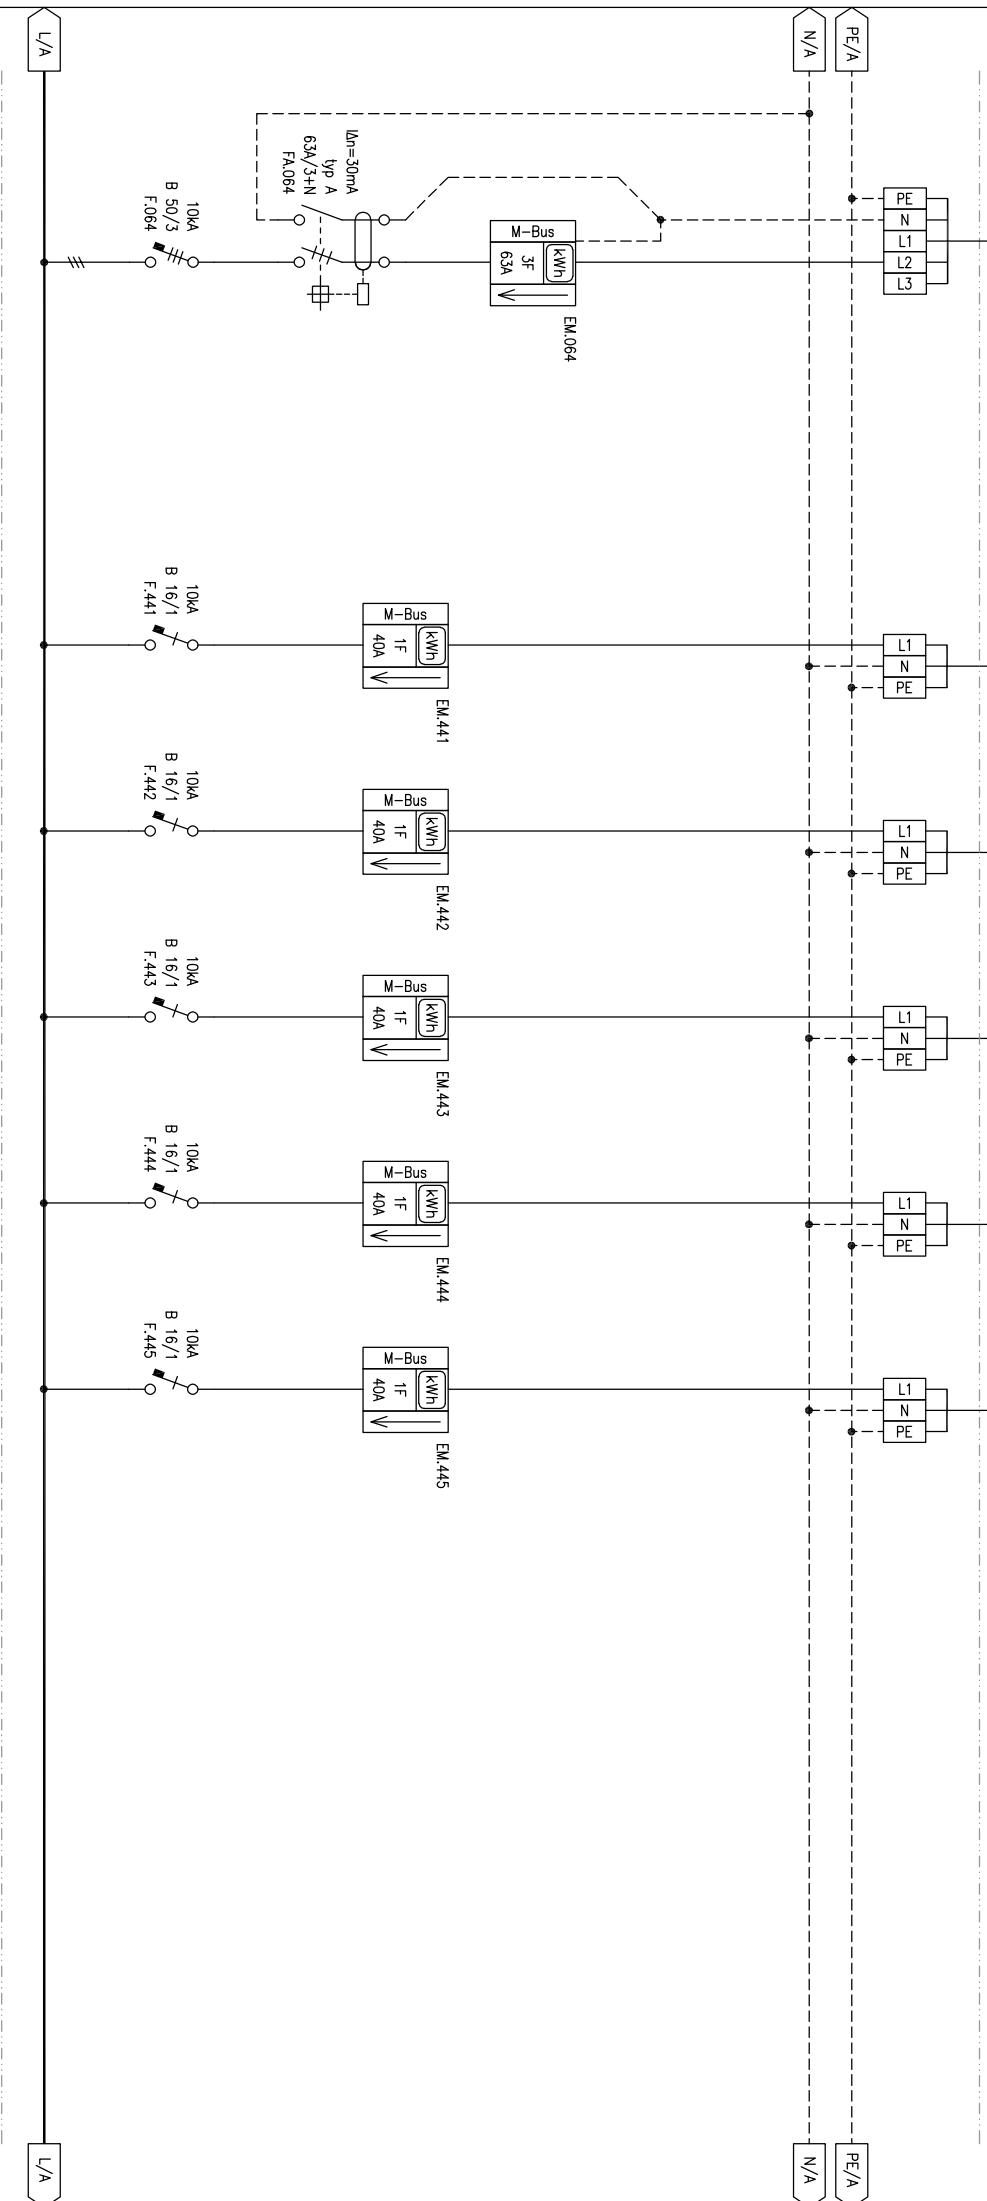 L/A
N/A
PE/A
IΔn=30mA
typ A
63A/3+N
FA.064
10kA
B 50/3
F.064
M-Bus
kWh
3F
63A
EM.064
PE
N
L1
L2
L3
10kA
B 16/1
F.441
M-Bus
kWh
1F
40A
EM.441
L1
N
PE
10kA
B 16/1
F.442
M-Bus
kWh
1F
40A
EM.442
L1
N
PE
10kA
B 16/1
F.443
M-Bus
kWh
1F
40A
EM.443
L1
N
PE
10kA
B 16/1
F.444
M-Bus
kWh
1F
40A
EM.444
L1
N
PE
10kA
B 16/1
F.445
M-Bus
kWh
1F
40A
EM.445
L1
N
PE
L/A
N/A
PE/A